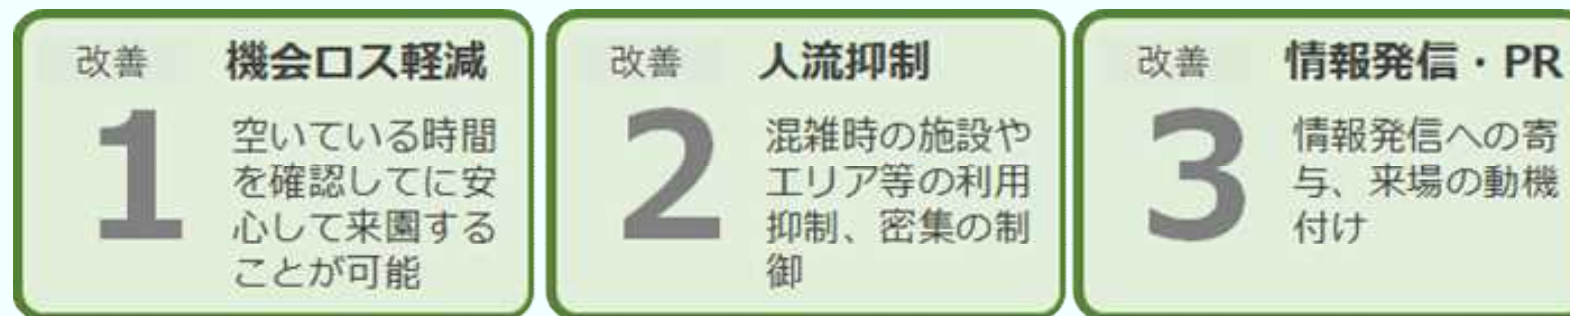 改善 機会ロス軽減
1
空いている時間
を確認してに安
心して来園する
ことが可能
改善 人流抑制
2
混雑時の施設や
エリア等の利用
抑制、密集の制
御
改善 情報発信・PR
3
情報発信への寄
与、来場の動機
付け